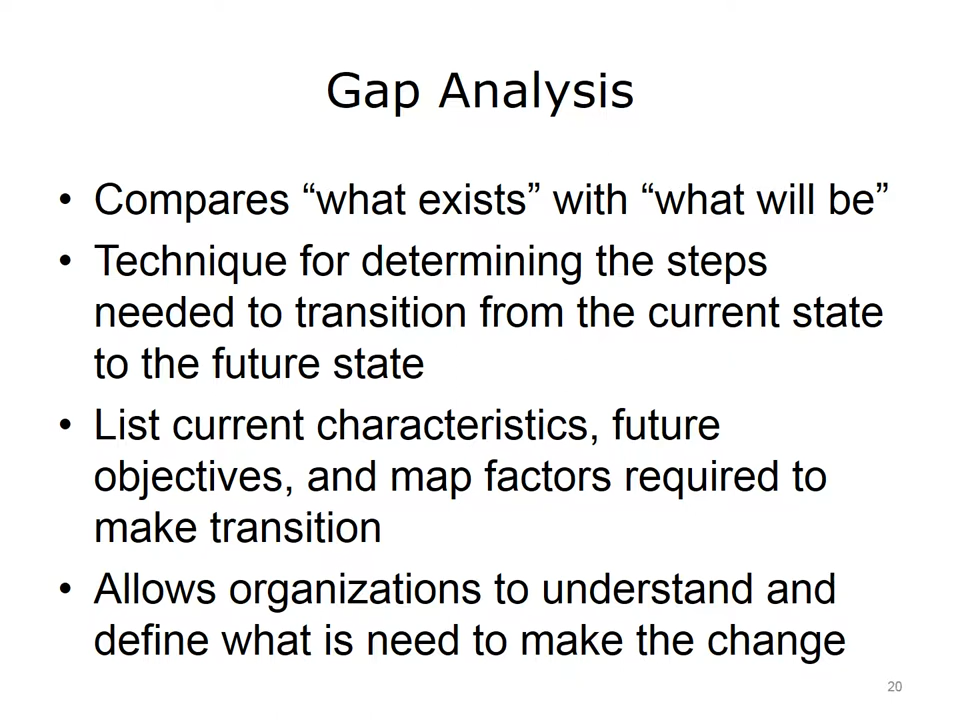 Gap Analysis
• Compares “what exists” with “what will be”
• Technique for determining the steps
needed to transition from the current state
to the future state
• List current characteristics, future
objectives, and map factors required to
make transition
• Allows organizations to understand and
define what is need to make the change
20